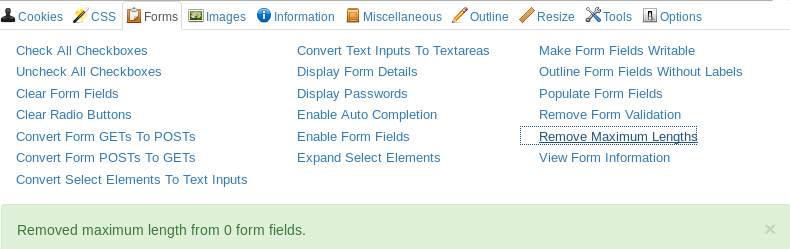 Cookies CSS Forms Images Information Miscellaneous Outline Resize Tools Options
Check All Checkboxes Convert Text Inputs To Textareas Make Form Fields Writable
Uncheck All Checkboxes Display Form Details Outline Form Fields Without Labels
Clear Form Fields Display Passwords Populate Form Fields
Clear Radio Buttons Enable Auto Completion Remove Form Validation
Convert Form GETs To POSTs Enable Form Fields Remove Maximum Lengths
Convert Form POSTs To GETs Expand Select Elements View Form Information
Convert Select Elements To Text Inputs
Removed maximum length from 0 form fields. ×